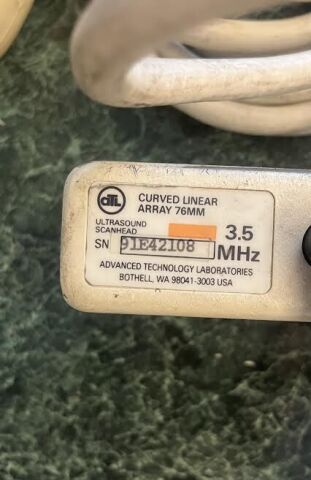 ATL
CURVED LINEAR
ARRAY 76MM
ULTRASOUND
SCANHEAD
3.5
MHz
SN 91E42108
ADVANCED TECHNOLOGY LABORATORIES
BOTHELL, WA 98041-3003 USA